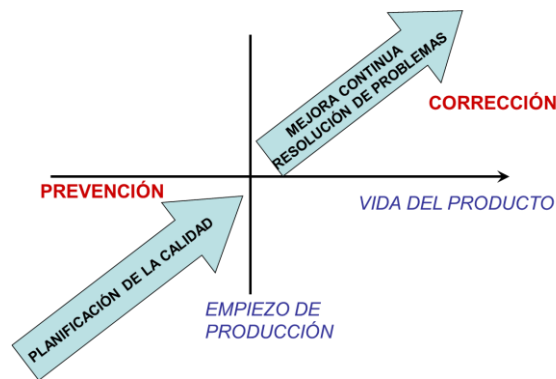 MEJORA CONTINUA
RESOLUCIÓN DE PROBLEMAS
CORRECCIÓN
PREVENCIÓN
VIDA DEL PRODUCTO
PLANIFICACIÓN DE LA CALIDAD
EMPIEZO DE
PRODUCCIÓN